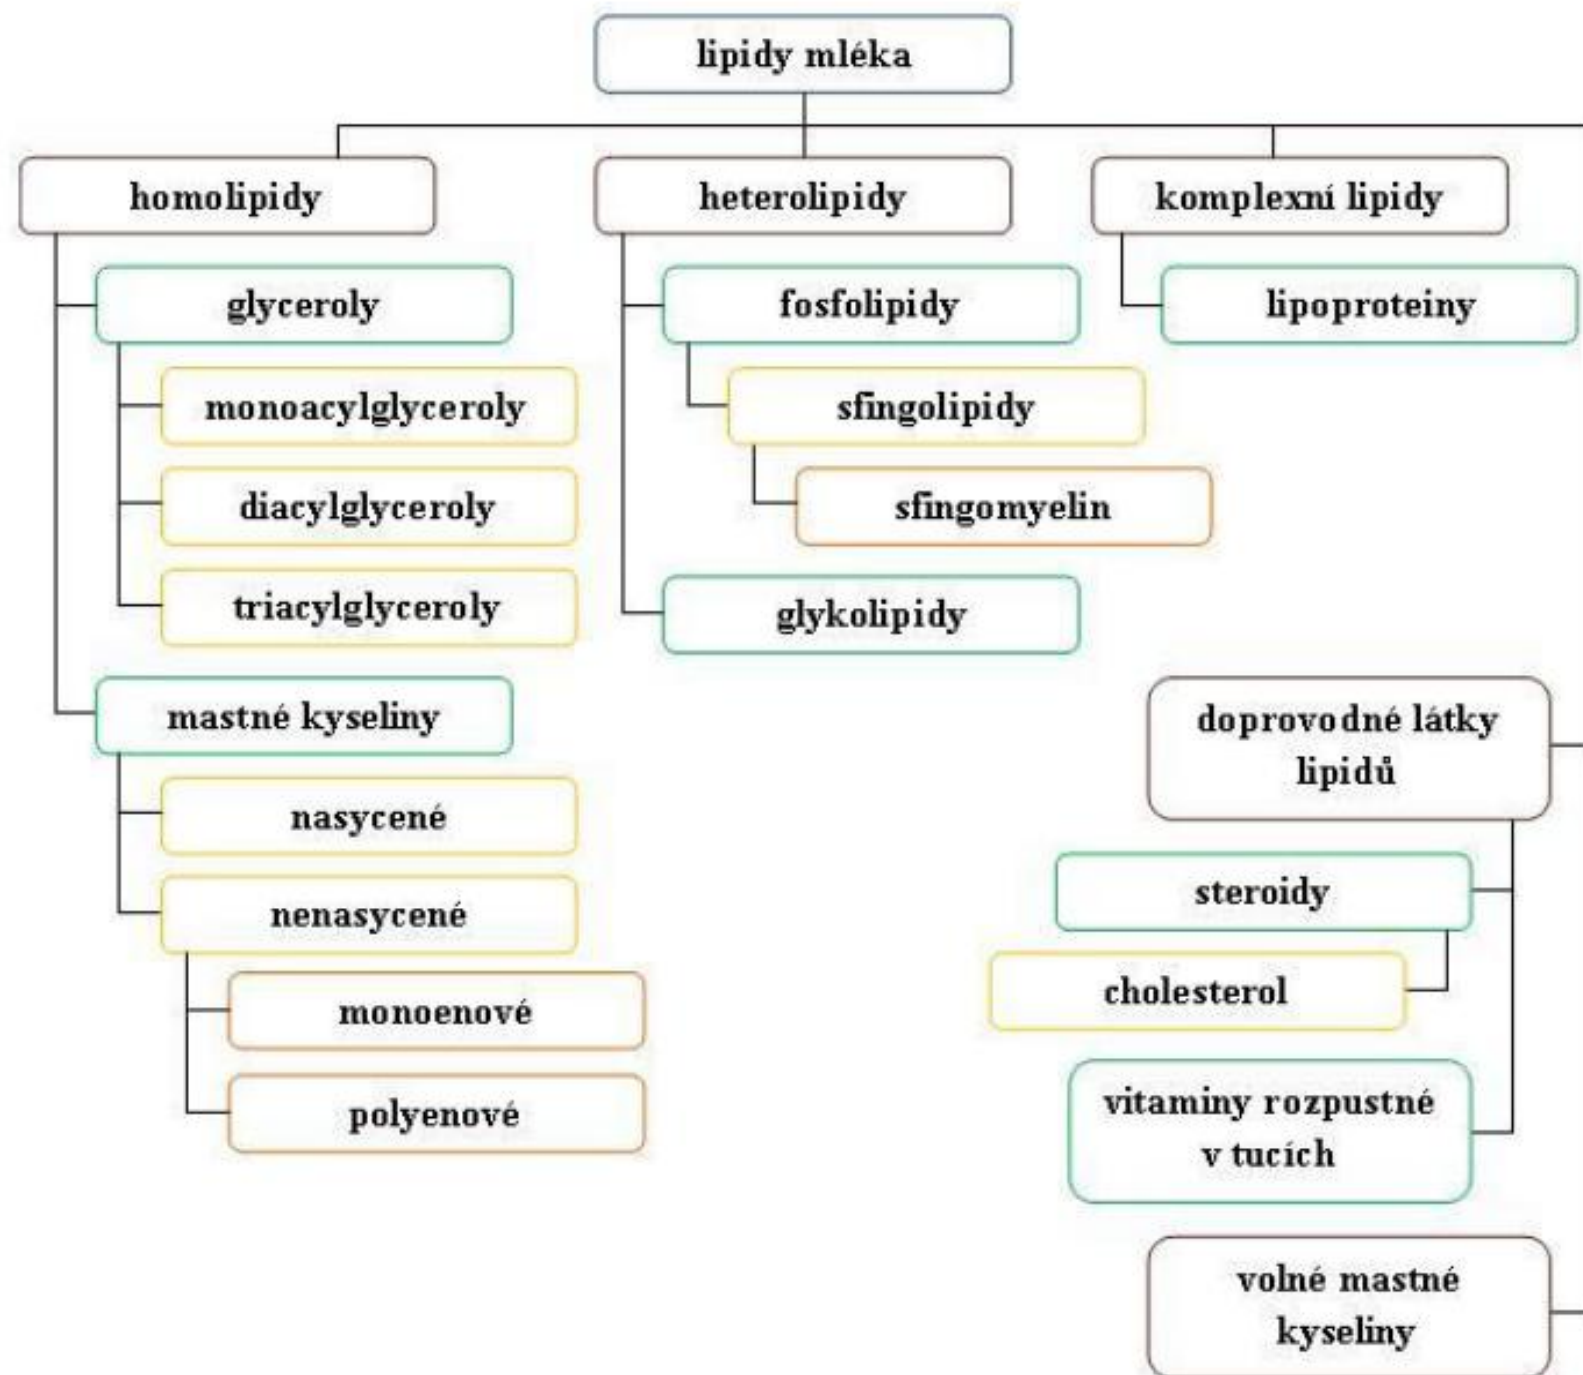 lipidy mléka
homolipidy
glyceroly
monoacylglyceroly
diacylglyceroly
triacylglyceroly
mastné kyseliny
nasycené
nenasycené
monoenové
polyenové
heterolipidy
fosfolipidy
sfingolipidy
sfingomyelin
glykolipidy
komplexní lipidy
lipoproteiny
doprovodné látky
lipidů
steroidy
cholesterol
vitaminy rozpustné
v tucích
volné mastné
kyseliny